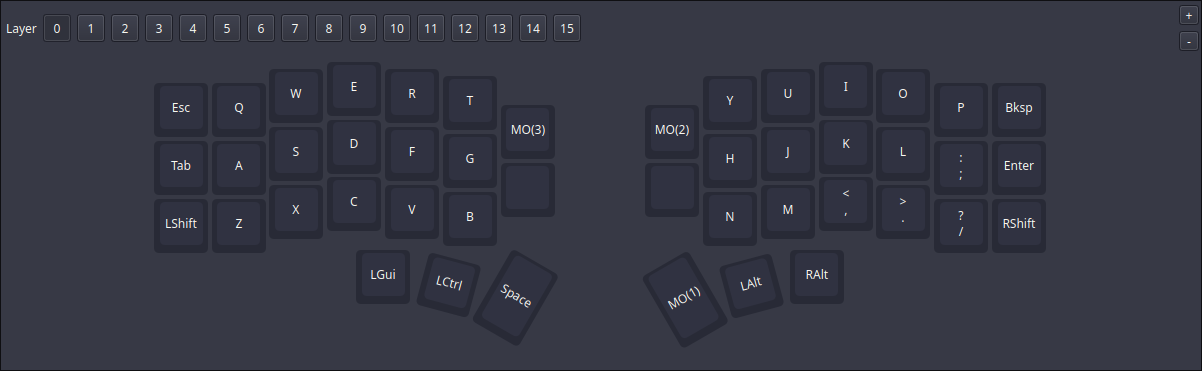 Layer 0 1 2 3 4 5 6 7 8 9 10 11 12 13 14 15 +
-
Esc Q W E R T MO(3) MO(2) Y U I O P Bksp
Tab A S D F G H J K L :
;
Enter
LShift Z X C V B N M <
,
>
.
?
/
RShift
LGui LCtrl Space MO(1) LAlt RAlt